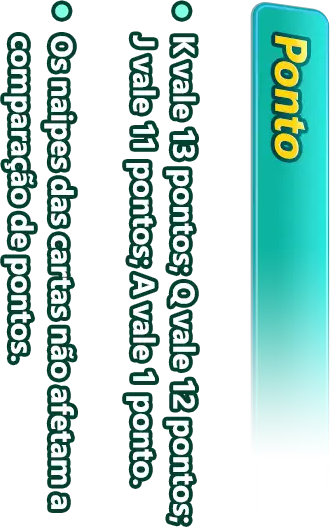 Ponto
K vale 13 pontos; Q vale 12 pontos;
J vale 11 pontos; A vale 1 ponto.
Os naipes das cartas não afetam a
comparação de pontos.